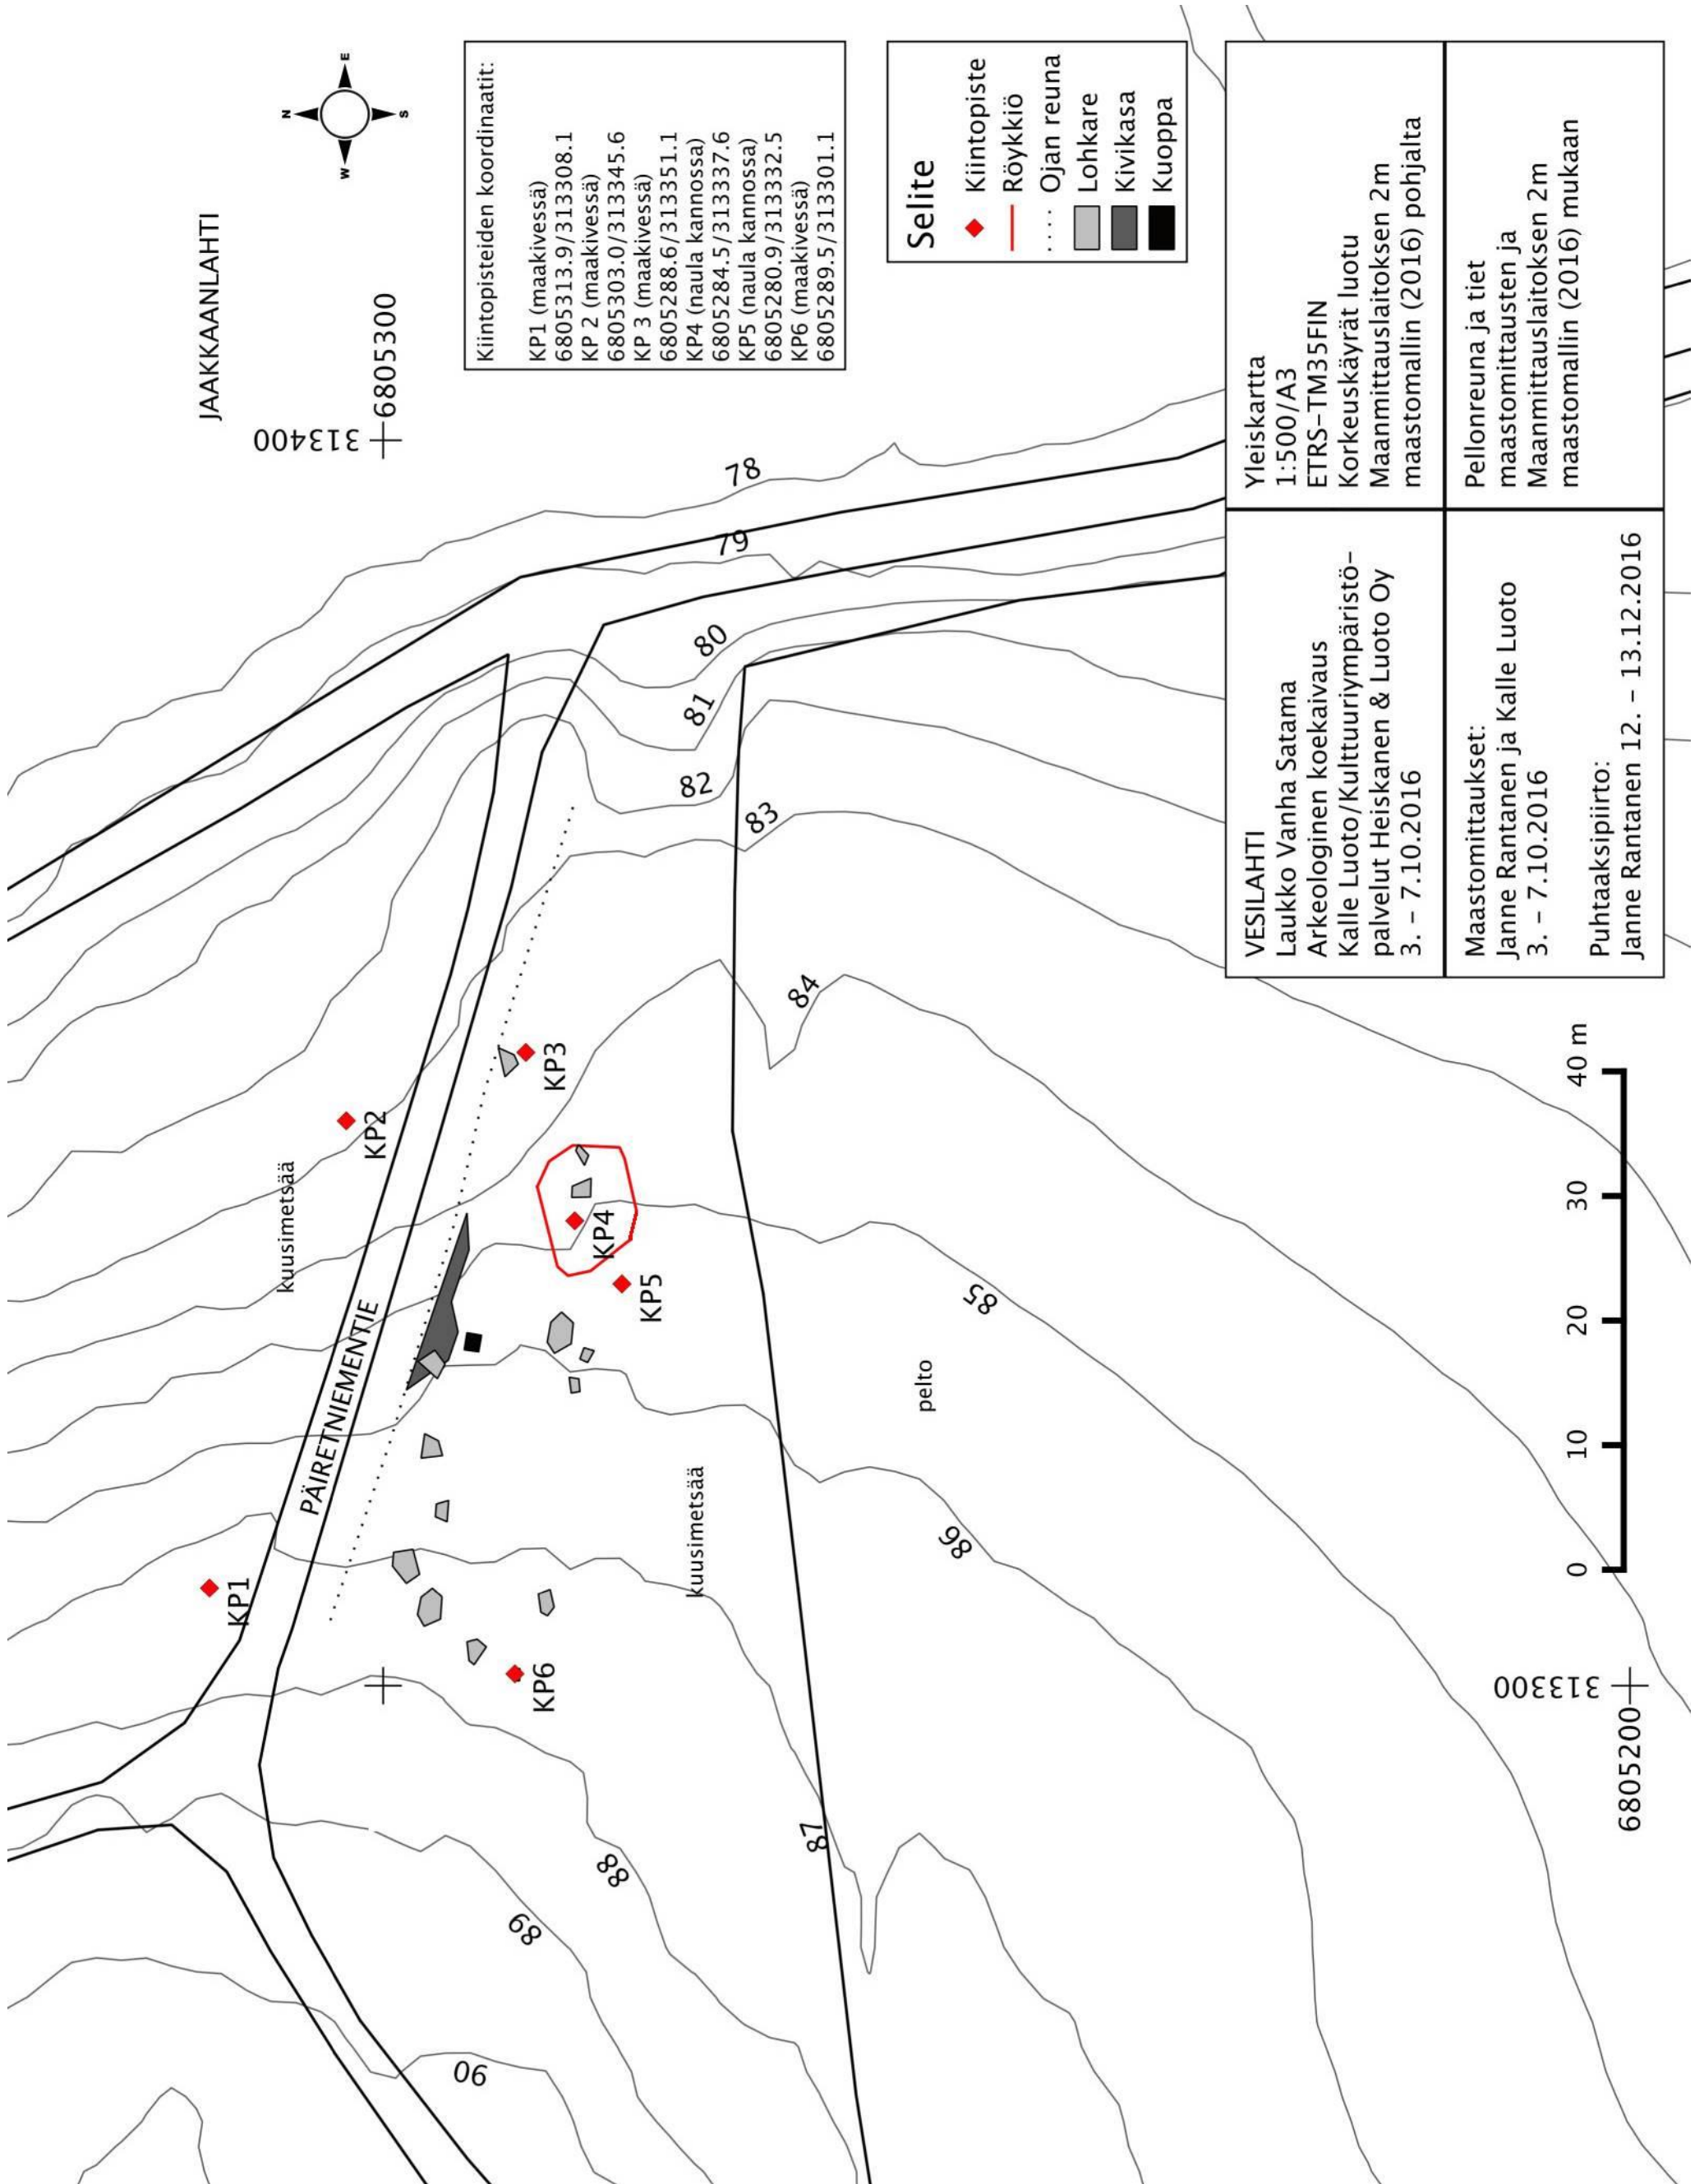 JAAKKAANLAHTI
N
W
E
S
313400
6805300
Kiintopisteiden koordinaatit:
KP1 (maakivessä)
6805313.9/313308.1
KP 2 (maakivessä)
6805303.0/313345.6
KP 3 (maakivessä)
6805288.6/313351.1
KP4 (naula kannossa)
6805284.5/313337.6
KP5 (naula kannossa)
6805280.9/313332.5
KP6 (maakivessä)
6805289.5/313301.1
Selite
Kiintopiste
Röykkiö
Ojan reuna
Lohkare
Kivikasa
Kuoppa
78
79
80
81
82
83
84
85
86
87
88
89
90
kuusimetsää
PÄIRETNIEMENTIE
KP1
KP2
KP3
KP4
KP5
KP6
kuusimetsää
pelto
313300
6805200
0 10 20 30 40 m
VESILAHTI
Laukko Vanha Satama
Arkeologinen koekaivaus
Kalle Luoto/Kulttuuriympäristö-
palvelut Heiskanen & Luoto Oy
3. - 7.10.2016
Yleiskartta
1:500/A3
ETRS-TM35FIN
Korkeuskäyrät luotu
Maanmittauslaitoksen 2m
maastomallin (2016) pohjalta
Maastomittaukset:
Janne Rantanen ja Kalle Luoto
3. - 7.10.2016
Puhtaaksipiirto:
Janne Rantanen 12. - 13.12.2016
Pellonreuna ja tiet
maastomittausten ja
Maanmittauslaitoksen 2m
maastomallin (2016) mukaan